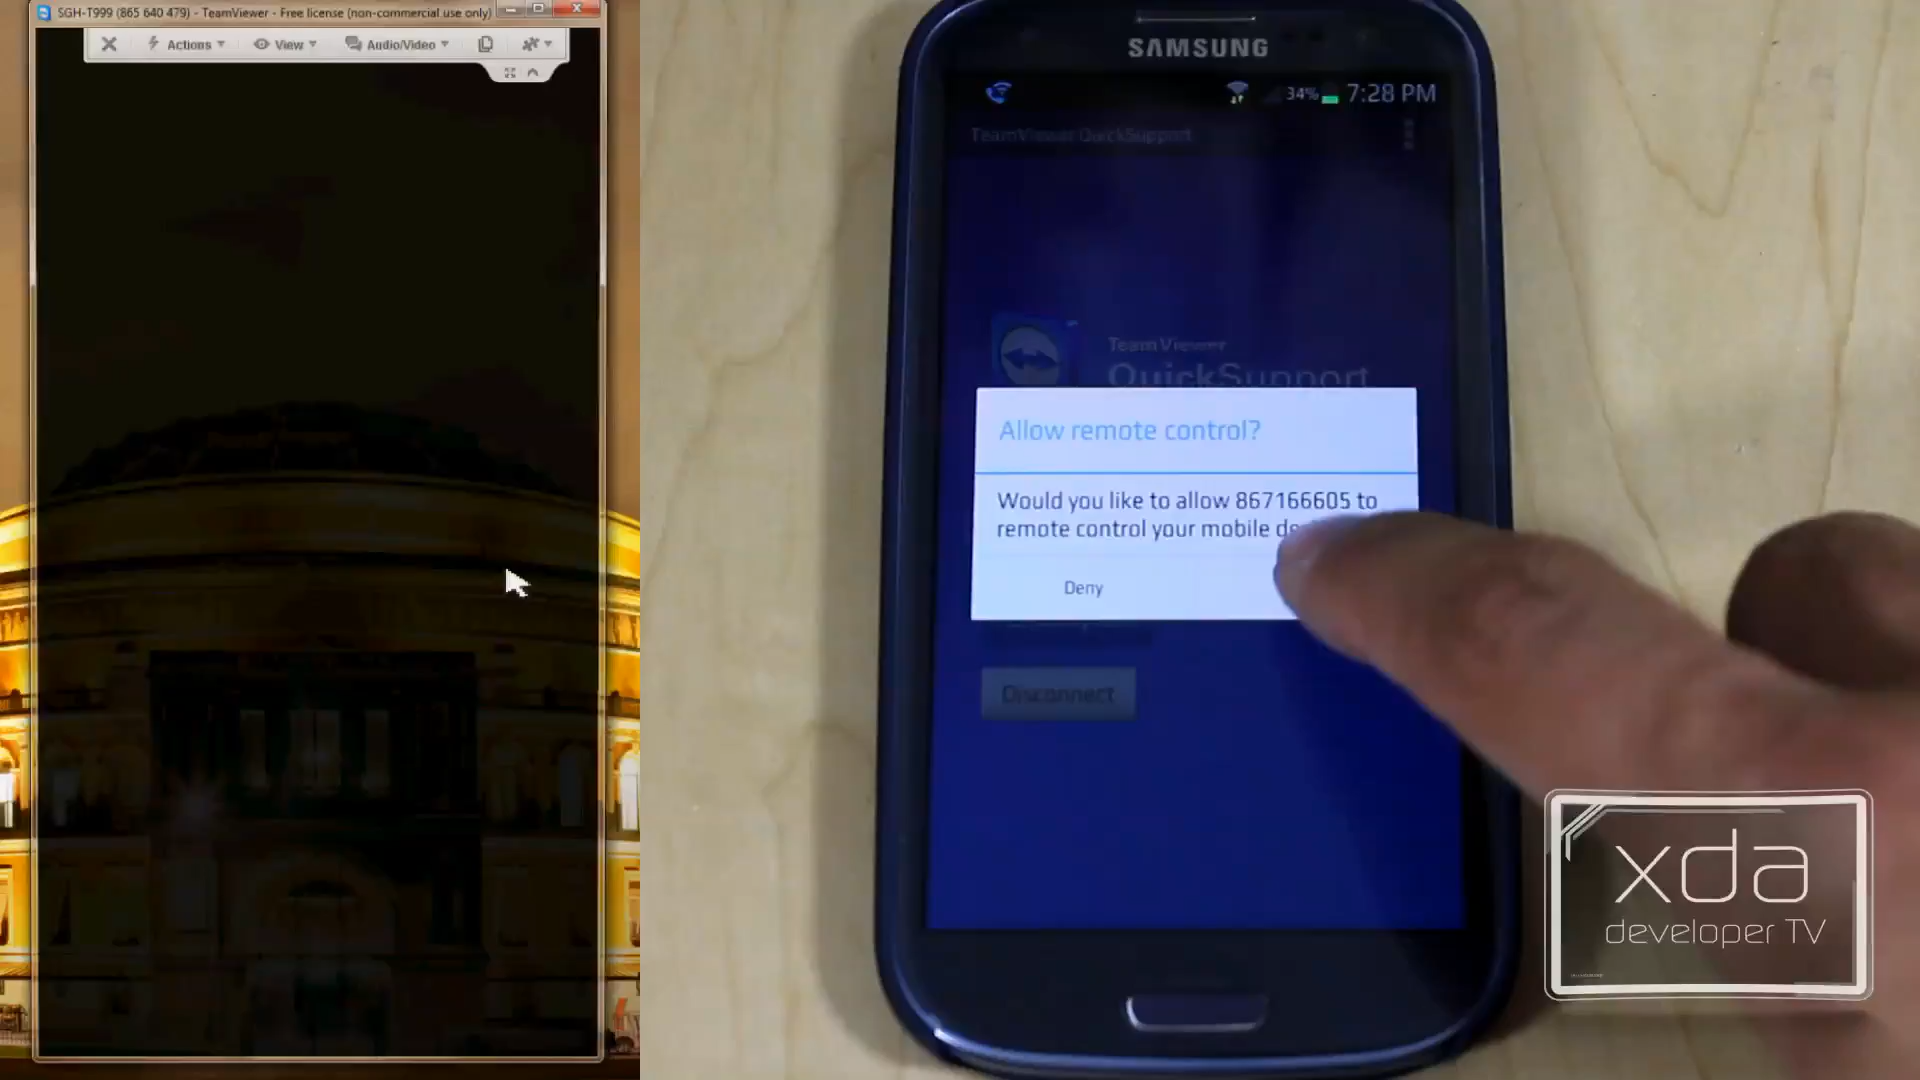 SGH-T999 (865 640 479) - TeamViewer - Free license (non-commercial use only)
Actions
View
Audio/Video
SAMSUNG
34% 7:28 PM
TeamViewer QuickSupport
TeamViewer
QuickSupport
Allow remote control?
Would you like to allow 867166605 to
remote control your mobile
Deny
Disconnect
xda
developer TV